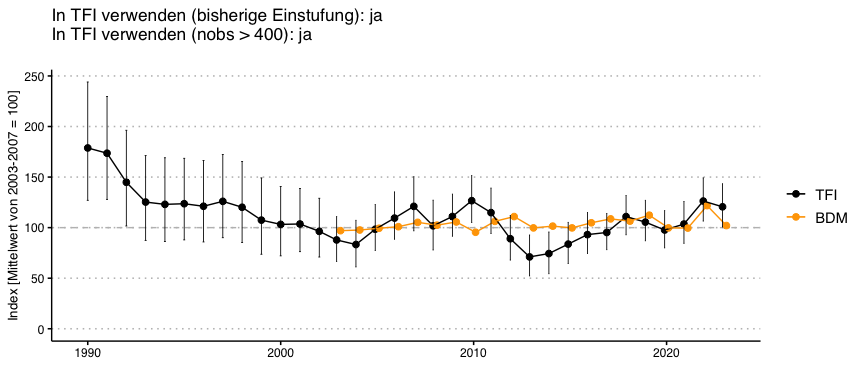 In TFI verwenden (bisherige Einstufung): ja
In TFI verwenden (nobs > 400): ja
Index [Mittelwert von 2003-2007 = 100]
250
200
150
100
50
0
1990
2000
2010
2020
TFI
BDM